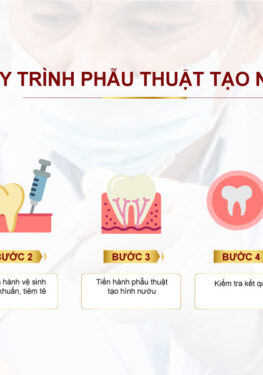 Y TRÌNH PHẪU THUẬT TẠO N
BƯỚC 2
BƯỚC 3
BƯỚC 4
hành vệ sinh
khuẩn, tiêm tê
Tiến hành phẫu thuật
tạo hình nướu
Kiểm tra kết qu